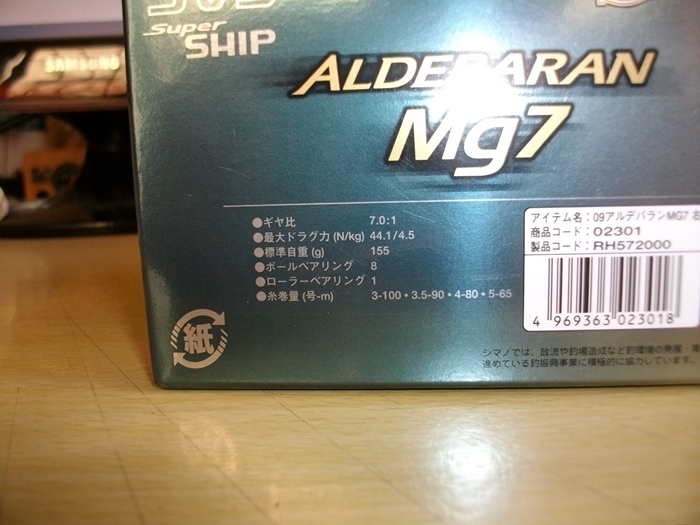 SAMSUNG
SVS
Super
SHIP
ALDEBARAN
Mg7
●ギヤ比 7.0:1
●最大ドラグ力 (N/kg) 44.1/4.5
●標準自重 (g) 155
●ボールベアリング 8
●ローラーベアリング 1
●糸巻量 (号-m) 3-100・3.5-90・4-80・5-65
アイテム名:09アルデバランMG7 右
商品コード:02301
製品コード:RH572000
4 969363 023018
紙
シマノでは、放流や釣場造成など釣環境の発展・
進めている釣振興事業に積極的に協力しています。